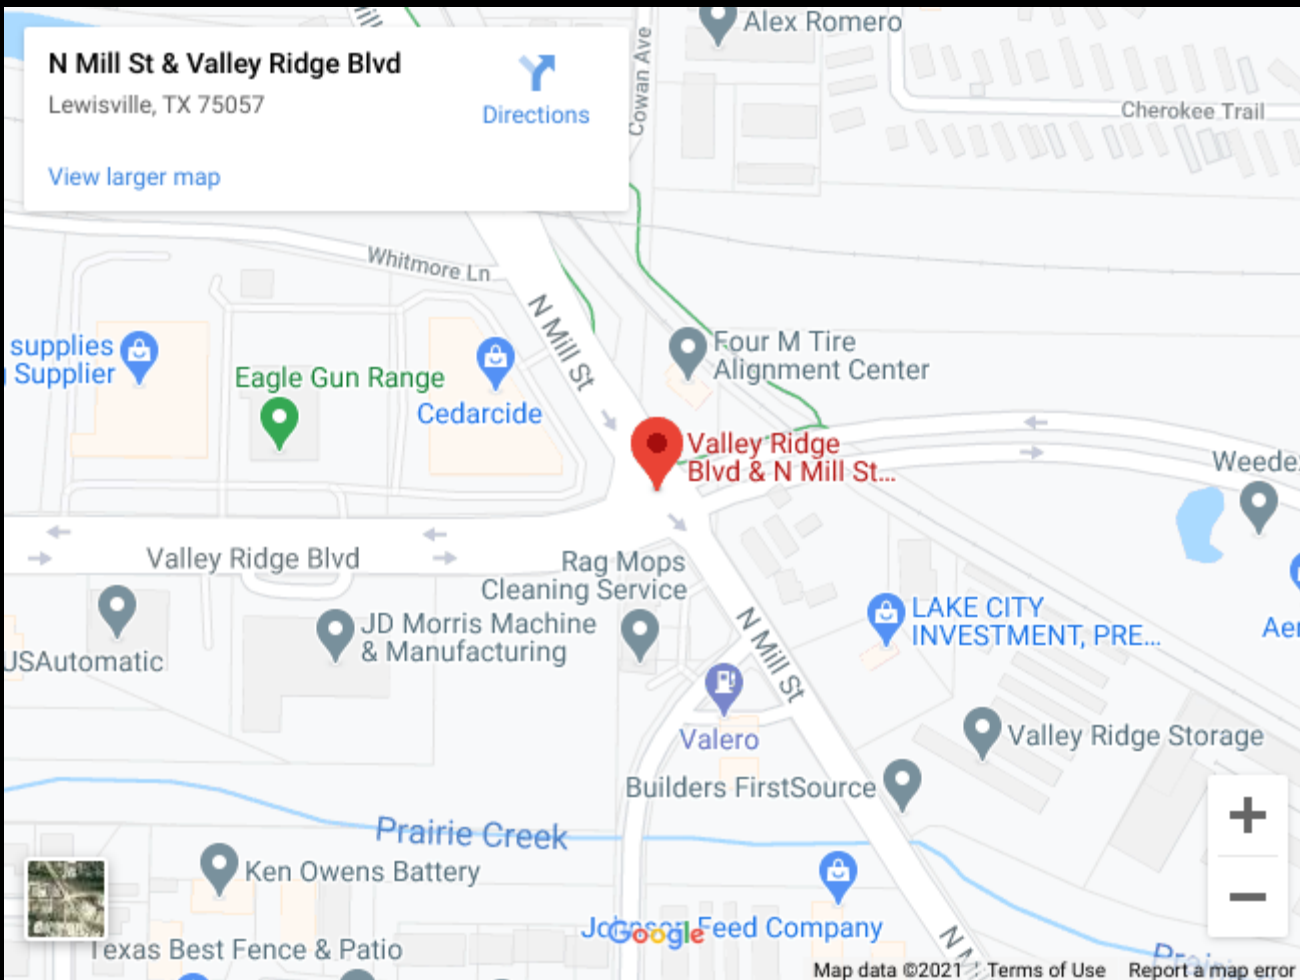 Alex Romero
N Mill St & Valley Ridge Blvd
Lewisville, TX 75057
Directions
View larger map
Cowan Ave
Cherokee Trail
Whitmore Ln
N Mill St
supplies
Supplier
Eagle Gun Range
Cedarcide
Four M Tire
Alignment Center
Valley Ridge
Blvd & N Mill St...
Valley Ridge Blvd
Rag Mops
Cleaning Service
JD Morris Machine
& Manufacturing
USAutomatic
N Mill St
LAKE CITY
INVESTMENT, PRE...
Valero
Valley Ridge Storage
Builders FirstSource
Prairie Creek
Ken Owens Battery
Feed Company
Google
Texas Best Fence & Patio
Map data ©2021
Terms of Use
Report a map error